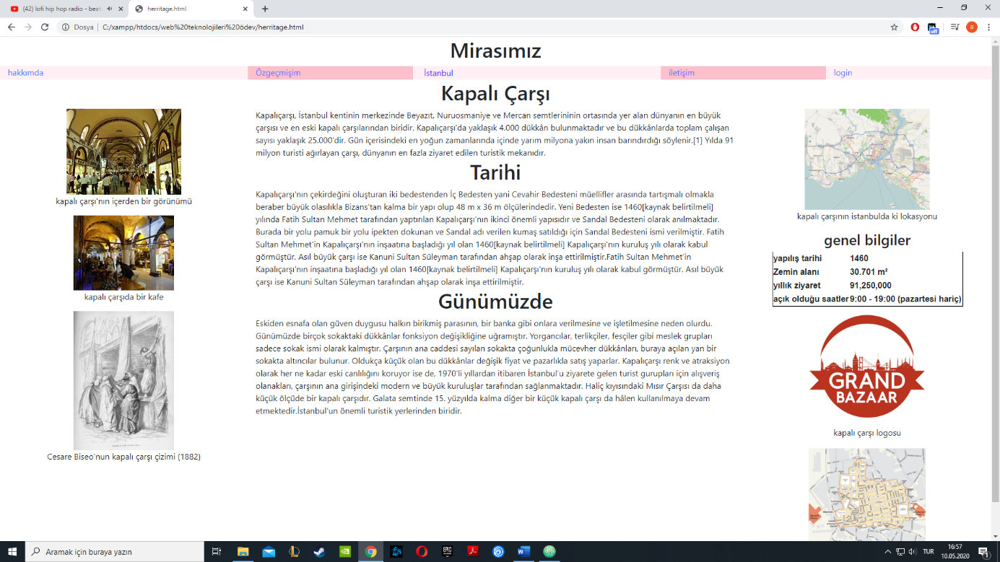 (42) lofi hip hop radio - beats
herritage.html
Dosya
C:/xampp/htdocs/web%20teknolojileri%20ödev/herritage.html
a
off
Mirasımız
hakkımda
Özgeçmişim
İstanbul
iletişim
login
Kapalı Çarşı
kapalı çarşı'nın içerden bir görünümü
kapalı çarşıda bir kafe
Cesare Biseo'nun kapalı çarşı çizimi (1882)
Kapalıçarşı, İstanbul kentinin merkezinde Beyazıt, Nuruosmaniye ve Mercan semtlerininin ortasında yer alan dünyanın en büyük
çarşısı ve en eski kapalı çarşılarından biridir. Kapalıçarşı'da yaklaşık 4.000 dükkân bulunmaktadır ve bu dükkânlarda toplam çalışan
sayısı yaklaşık 25.000'dir. Gün içerisindeki en yoğun zamanlarında içinde yarım milyona yakın insan barındırdığı söylenir.[1] Yılda 91
milyon turisti ağırlayan çarşı, dünyanın en fazla ziyaret edilen turistik mekanıdır.
Tarihi
Kapalıçarşı'nın çekirdeğini oluşturan iki bedestenden İç Bedesten yani Cevahir Bedesteni müellifler arasında tartışmalı olmakla
beraber büyük olasılıkla Bizans'tan kalma bir yapı olup 48 m x 36 m ölçülerindedir. Yeni Bedesten ise 1460[kaynak belirtilmeli]
yılında Fatih Sultan Mehmet tarafından yaptırılan Kapalıçarşı'nın ikinci önemli yapısıdır ve Sandal Bedesteni olarak anılmaktadır.
Burada bir yolu pamuk bir yolu ipekten dokunan ve Sandal adı verilen kumaş satıldığı için Sandal Bedesteni ismi verilmiştir. Fatih
Sultan Mehmet'in Kapalıçarşı'nın inşaatına başladığı yıl olan 1460[kaynak belirtilmeli] Kapalıçarşı'nın kuruluş yılı olarak kabul
görmüştür. Asıl büyük çarşı ise Kanuni Sultan Süleyman tarafından ahşap olarak inşa ettirilmiştir.Fatih Sultan Mehmet'in
Kapalıçarşı'nın inşaatına başladığı yıl olan 1460[kaynak belirtilmeli] Kapalıçarşı'nın kuruluş yılı olarak kabul görmüştür. Asıl büyük
çarşı ise Kanuni Sultan Süleyman tarafından ahşap olarak inşa ettirilmiştir.
Günümüzde
Eskiden esnafa olan güven duygusu halkın birikmiş parasının, bir banka gibi onlara verilmesine ve işletilmesine neden olurdu.
Günümüzde birçok sokaktaki dükkânlar fonksiyon değişikliğine uğramıştır. Yorgancılar, terlikçiler, fesçiler gibi meslek grupları
sadece sokak ismi olarak kalmıştır. Çarşının ana caddesi sayılan sokakta çoğunlukla mücevher dükkânları, buraya açılan yan bir
sokakta altıncılar bulunur. Oldukça küçük olan bu dükkânlar değişik fiyat ve pazarlıkla satış yaparlar. Kapalıçarşı renk ve atraksiyon
olarak her ne kadar eski canlılığını koruyor ise de, 1970'li yıllardan itibaren İstanbul'u ziyarete gelen turist gurupları için alışveriş
olanakları, çarşının ana girişindeki modern ve büyük kuruluşlar tarafından sağlanmaktadır. Haliç kıyısındaki Mısır Çarşısı da daha
küçük ölçüde bir kapalı çarşıdır. Galata semtinde 15. yüzyılda kalma diğer bir küçük kapalı çarşı da hâlen kullanılmaya devam
etmektedir.İstanbul'un önemli turistik yerlerinden biridir.
kapalı çarşının istanbulda ki lokasyonu
genel bilgiler
yapılış tarihi 1460
Zemin alanı 30.701 m²
yıllık ziyaret 91,250,000
açık olduğu saatler 9:00 - 19:00 (pazartesi hariç)
GRAND
BAZAAR
kapalı çarşı logosu
Aramak için buraya yazın
EPIC
TUR
16:57
10.05.2020
1